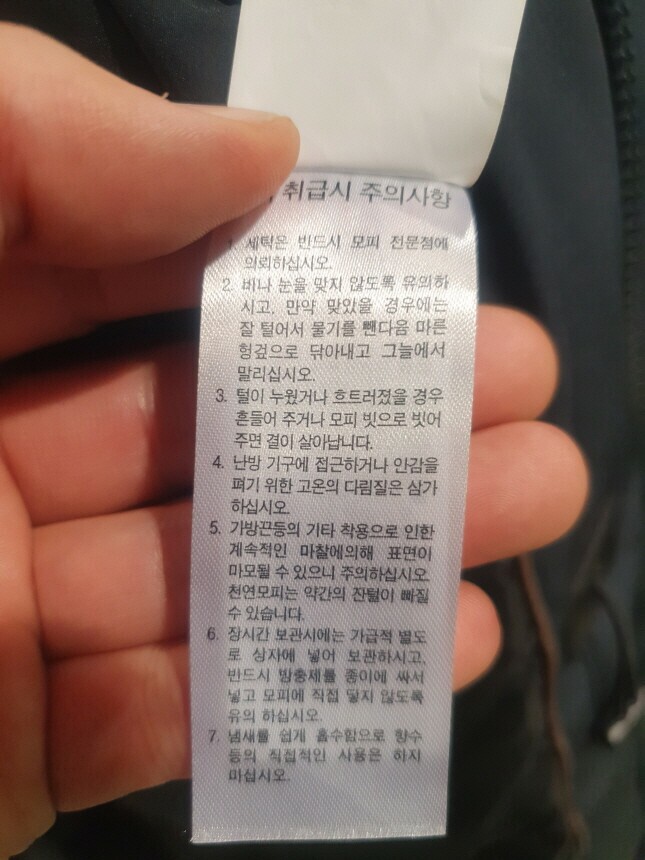 취급시 주의사항
1. 세탁은 반드시 모피 전문점에
의뢰하십시오.
2. 비나 눈을 맞지 않도록 유의하
시고, 만약 맞았을 경우에는
잘 털어서 물기를 뺀다음 마른
헝겊으로 닦아내고 그늘에서
말리십시오.
3. 털이 누웠거나 흐트러졌을 경우
흔들어 주거나 모피 빗으로 빗어
주면 결이 살아납니다.
4. 난방 기구에 접근하거나 안감을
펴기 위한 고온의 다림질은 삼가
하십시오.
5. 가방끈등의 기타 착용으로 인한
계속적인 마찰에의해 표면이
마모될 수 있으니 주의하십시오.
천연모피는 약간의 잔털이 빠질
수 있습니다.
6. 장시간 보관시에는 가급적 별도
로 상자에 넣어 보관하시고,
반드시 방충제를 종이에 싸서
넣고 모피에 직접 닿지 않도록
유의 하십시오.
7. 냄새를 쉽게 흡수함으로 향수
등의 직접적인 사용은 하지
마십시오.